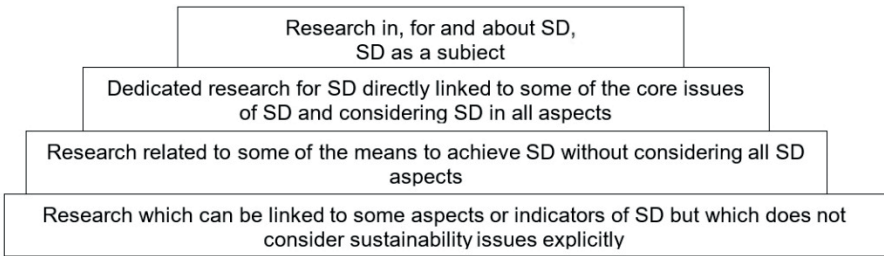 Research in, for and about SD,
SD as a subject
Dedicated research for SD directly linked to some of the core issues
of SD and considering SD in all aspects
Research related to some of the means to achieve SD without considering all SD
aspects
Research which can be linked to some aspects or indicators of SD but which does not
consider sustainability issues explicitly